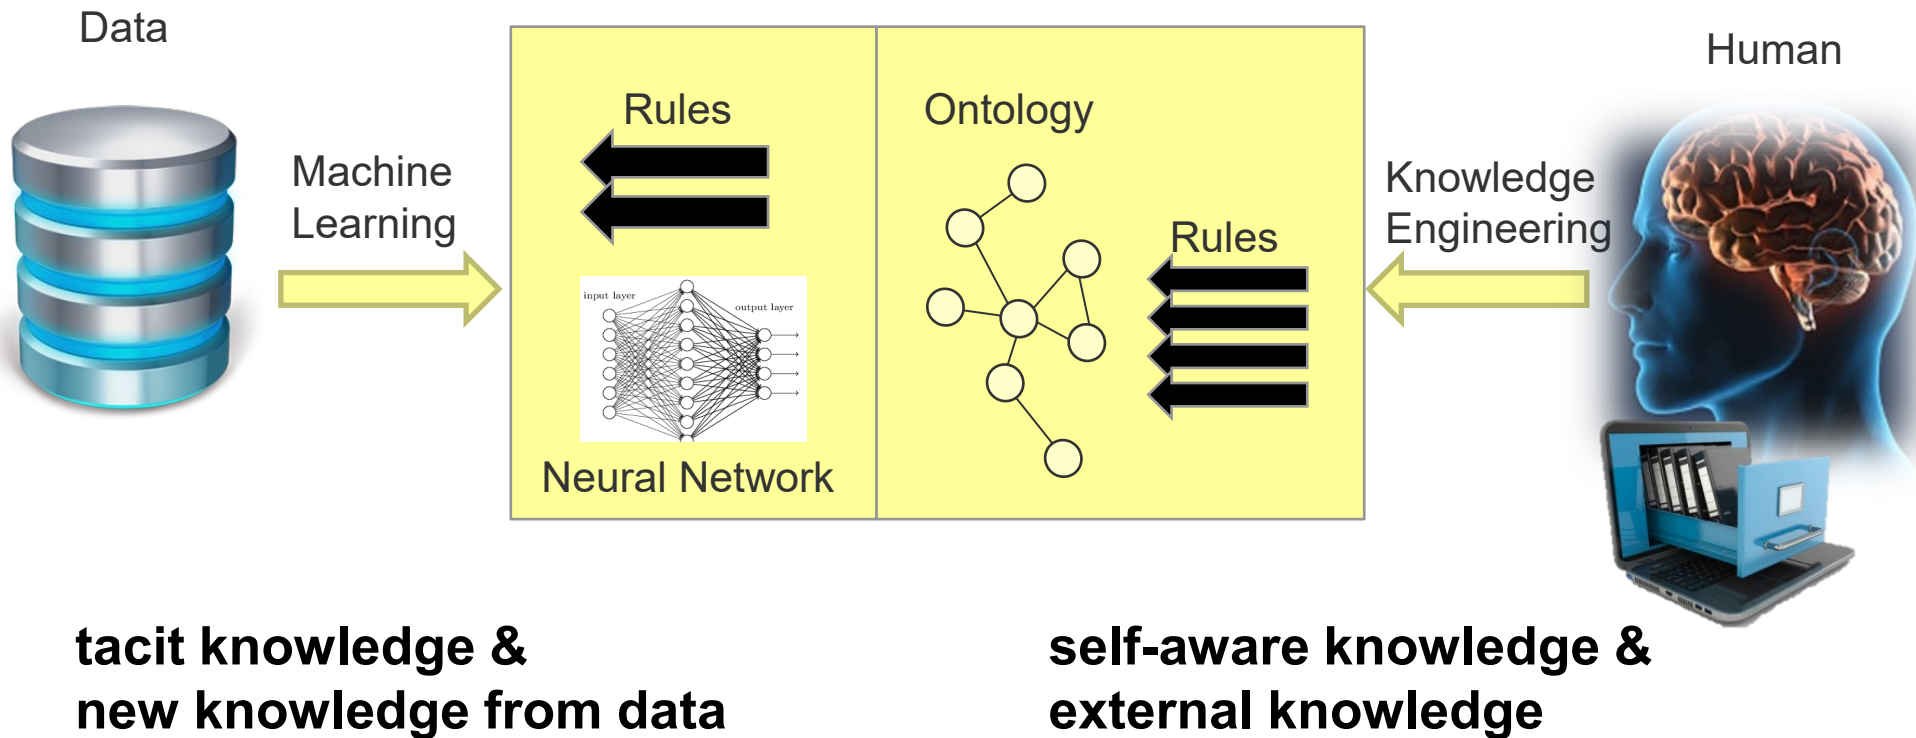 Data
Human
Rules
Ontology
Machine
Learning
Knowledge
Engineering
Rules
input layer
output layer
Neural Network
tacit knowledge &
new knowledge from data
self-aware knowledge &
external knowledge